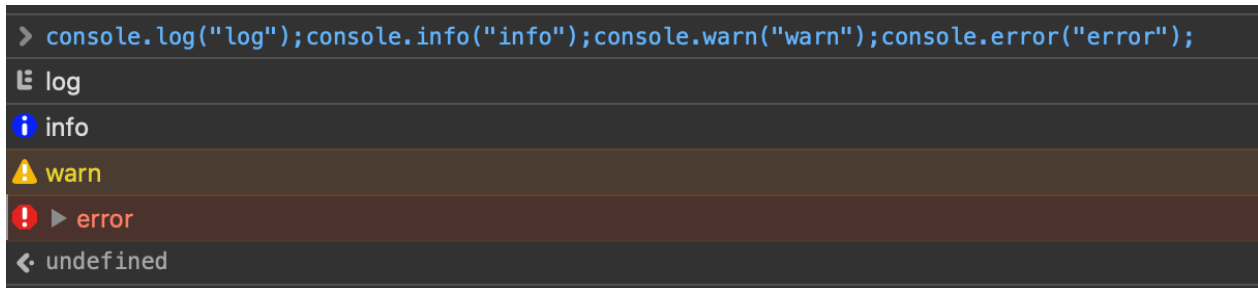 > console.log("log");console.info("info");console.warn("warn");console.error("error");
log
info
warn
error
undefined